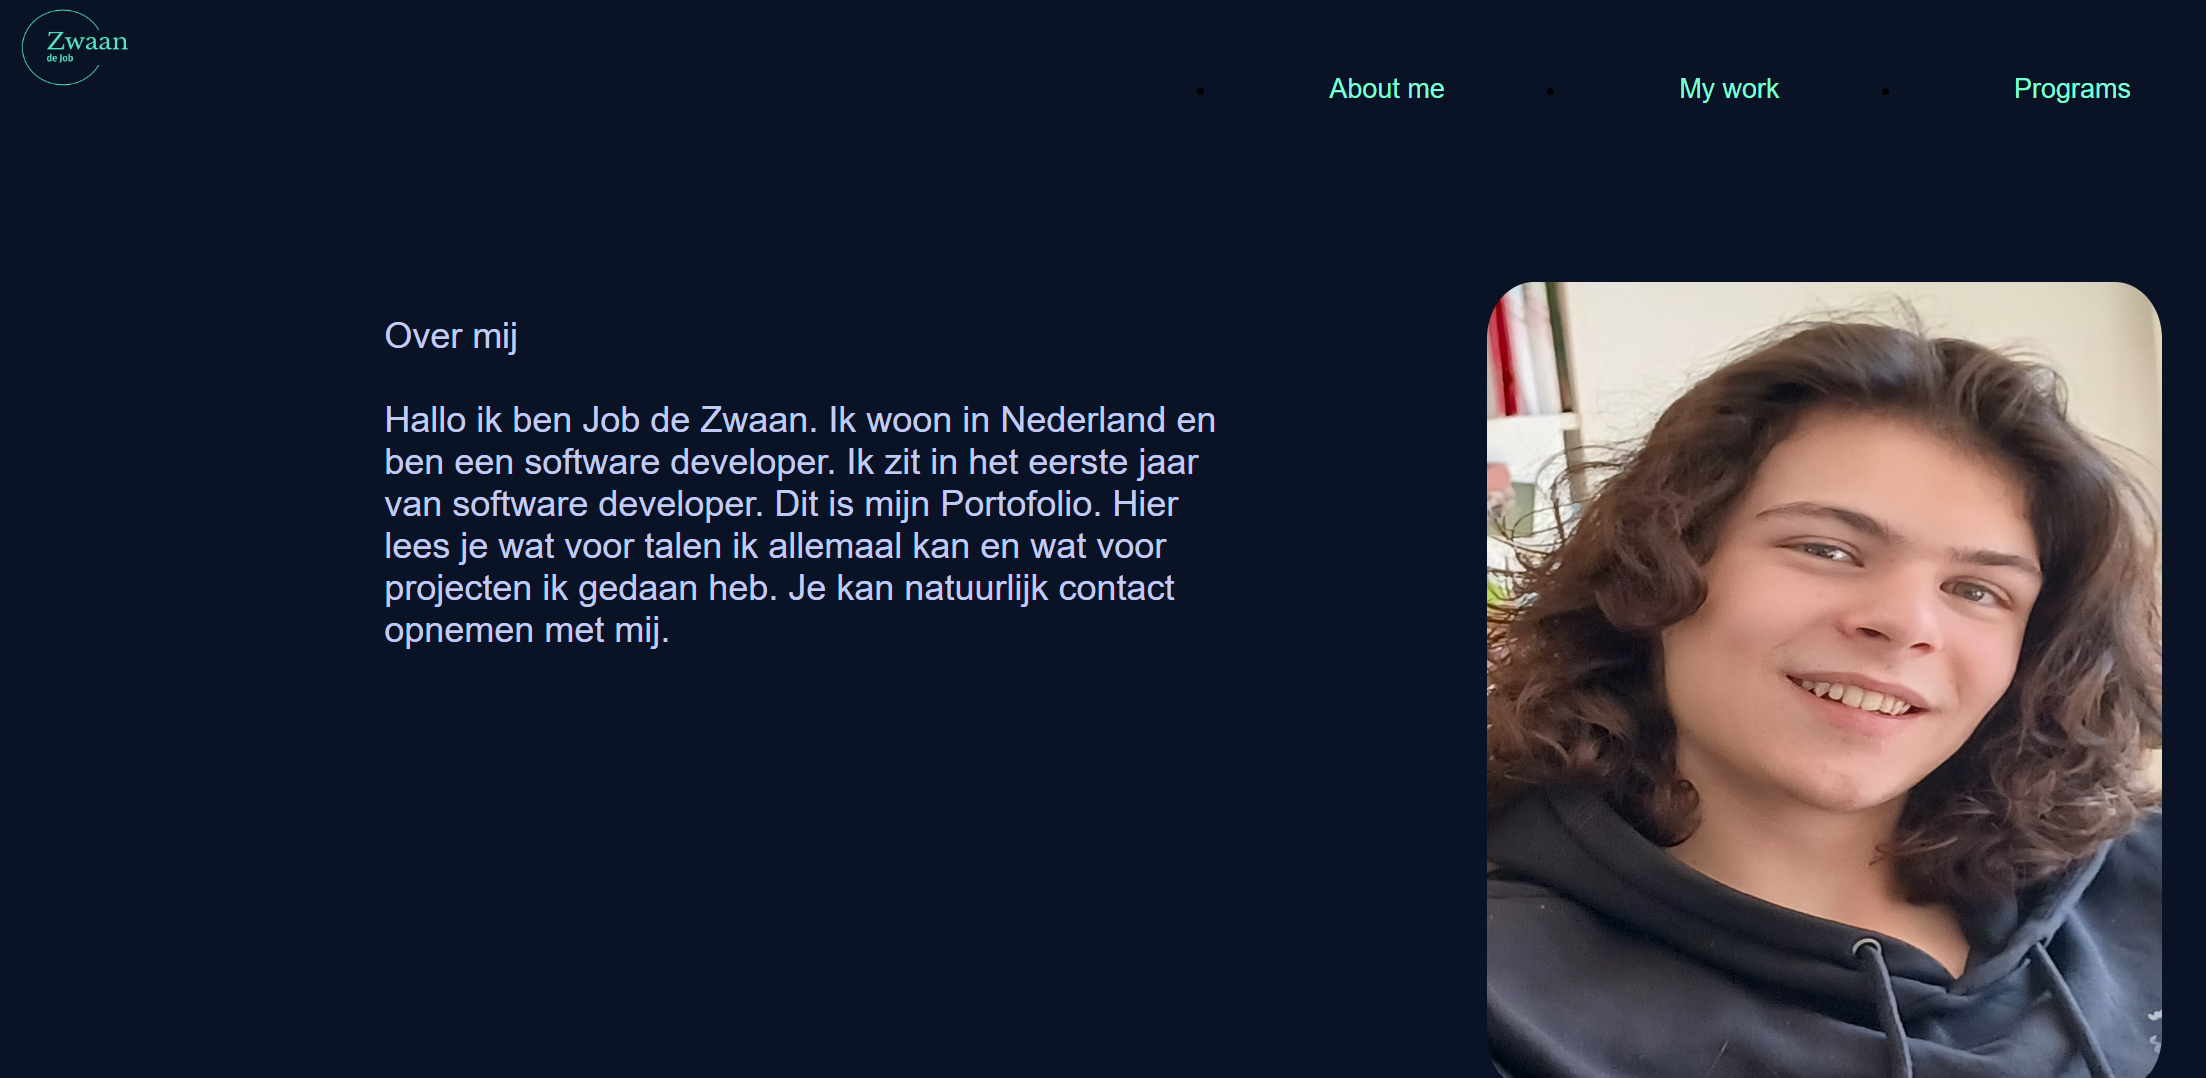 Zwaan
de Job
About me
My work
Programs
Over mij
Hallo ik ben Job de Zwaan. Ik woon in Nederland en
ben een software developer. Ik zit in het eerste jaar
van software developer. Dit is mijn Portofolio. Hier
lees je wat voor talen ik allemaal kan en wat voor
projecten ik gedaan heb. Je kan natuurlijk contact
opnemen met mij.